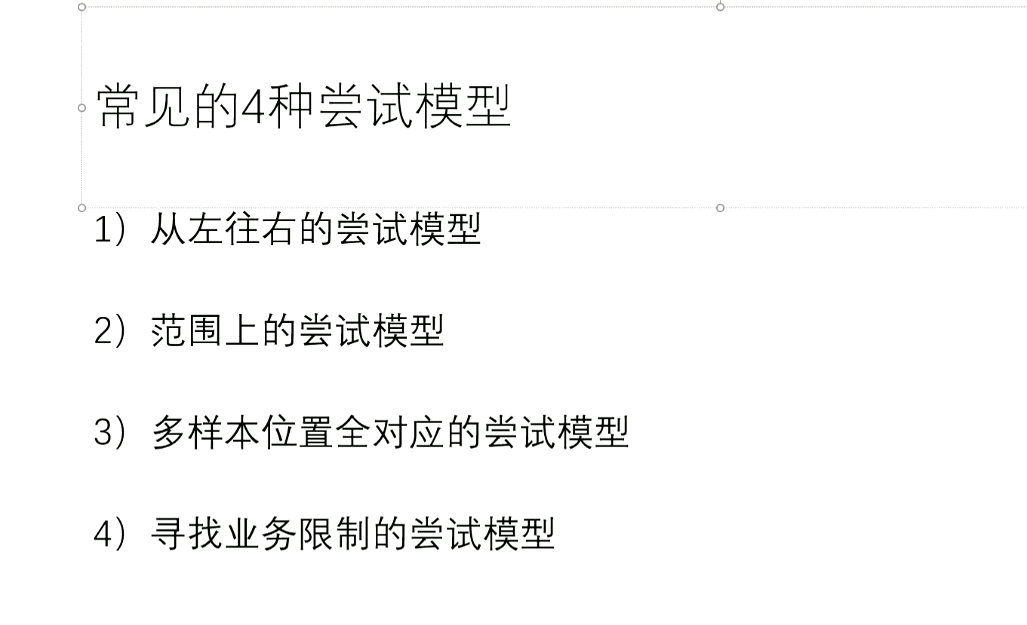 常见的4种尝试模型
1）从左往右的尝试模型
2）范围上的尝试模型
3）多样本位置全对应的尝试模型
4）寻找业务限制的尝试模型